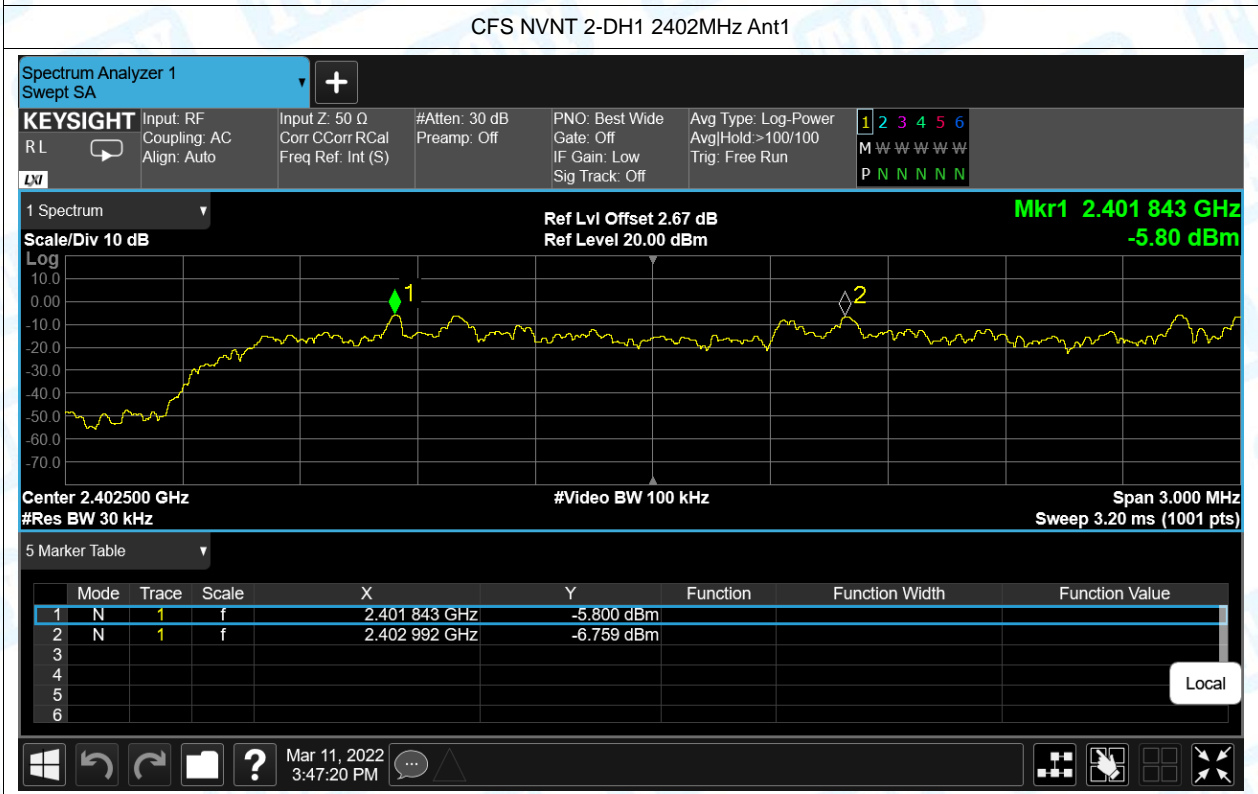 CFS NVNT 2-DH1 2402MHz Ant1
Spectrum Analyzer 1
Swept SA
KEYSIGHT
RL
LXI
Input: RF
Coupling: AC
Align: Auto
Input Z: 50 Ω
Corr CCorr RCal
Freq Ref: Int (S)
#Atten: 30 dB
Preamp: Off
PNO: Best Wide
Gate: Off
IF Gain: Low
Sig Track: Off
Avg Type: Log-Power
Avg|Hold:>100/100
Trig: Free Run
1 2 3 4 5 6
M W W W W W
P N N N N N
1 Spectrum
Scale/Div 10 dB
Ref Lvl Offset 2.67 dB
Ref Level 20.00 dBm
Mkr1 2.401 843 GHz
-5.80 dBm
Log
10.0
0.00
-10.0
-20.0
-30.0
-40.0
-50.0
-60.0
-70.0
1
2
Center 2.402500 GHz
#Video BW 100 kHz
Span 3.000 MHz
#Res BW 30 kHz
Sweep 3.20 ms (1001 pts)
5 Marker Table
Mode Trace Scale X Y Function Function Width Function Value
1 N 1 f 2.401 843 GHz -5.800 dBm
2 N 1 f 2.402 992 GHz -6.759 dBm
3
4
5
6
Local
?
Mar 11, 2022
3:47:20 PM